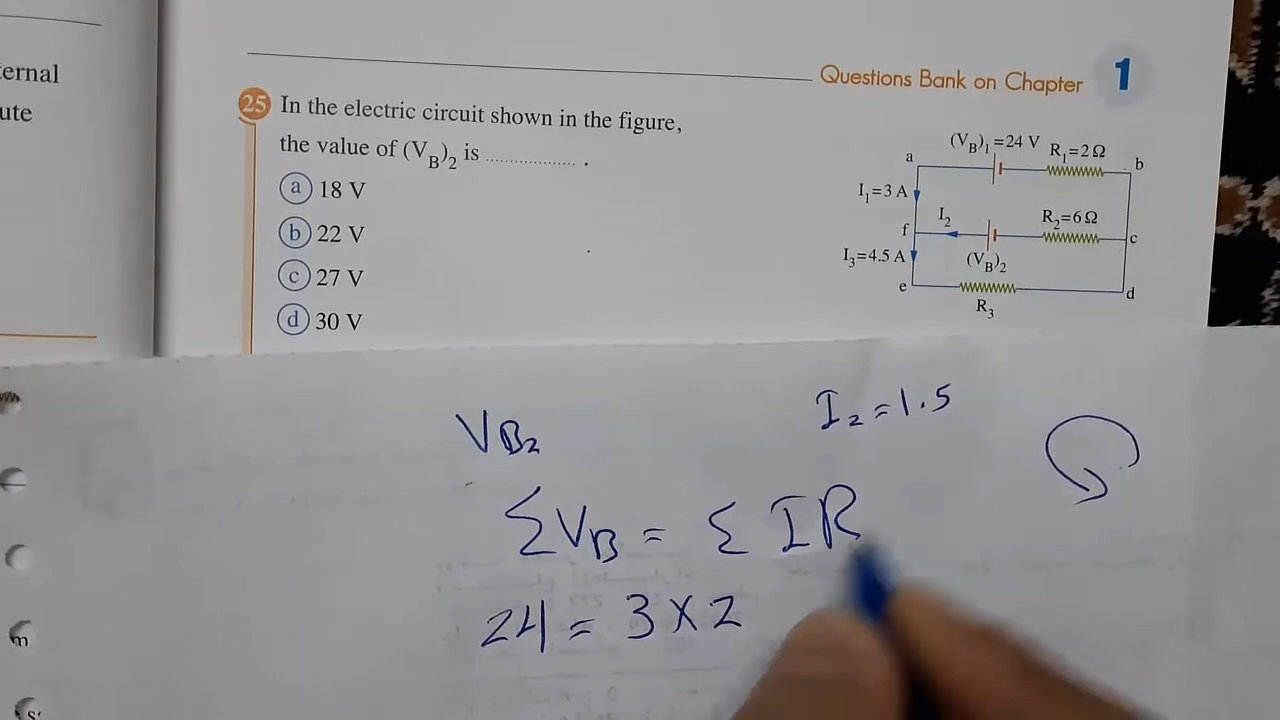 ernal
ute
Questions Bank on Chapter 1
25 In the electric circuit shown in the figure,
the value of (V_B)_2 is .................. .
a 18 V
b 22 V
c 27 V
d 30 V
(V_B)_1 =24 V R_1=2 Ω
a b
I_1=3 A
I_2 R_2=6 Ω
f c
I_3=4.5 A (V_B)_2
e d
R_3
V_B2 I_2 = 1.5
ΣV_B = Σ IR
24 = 3 × 2
m